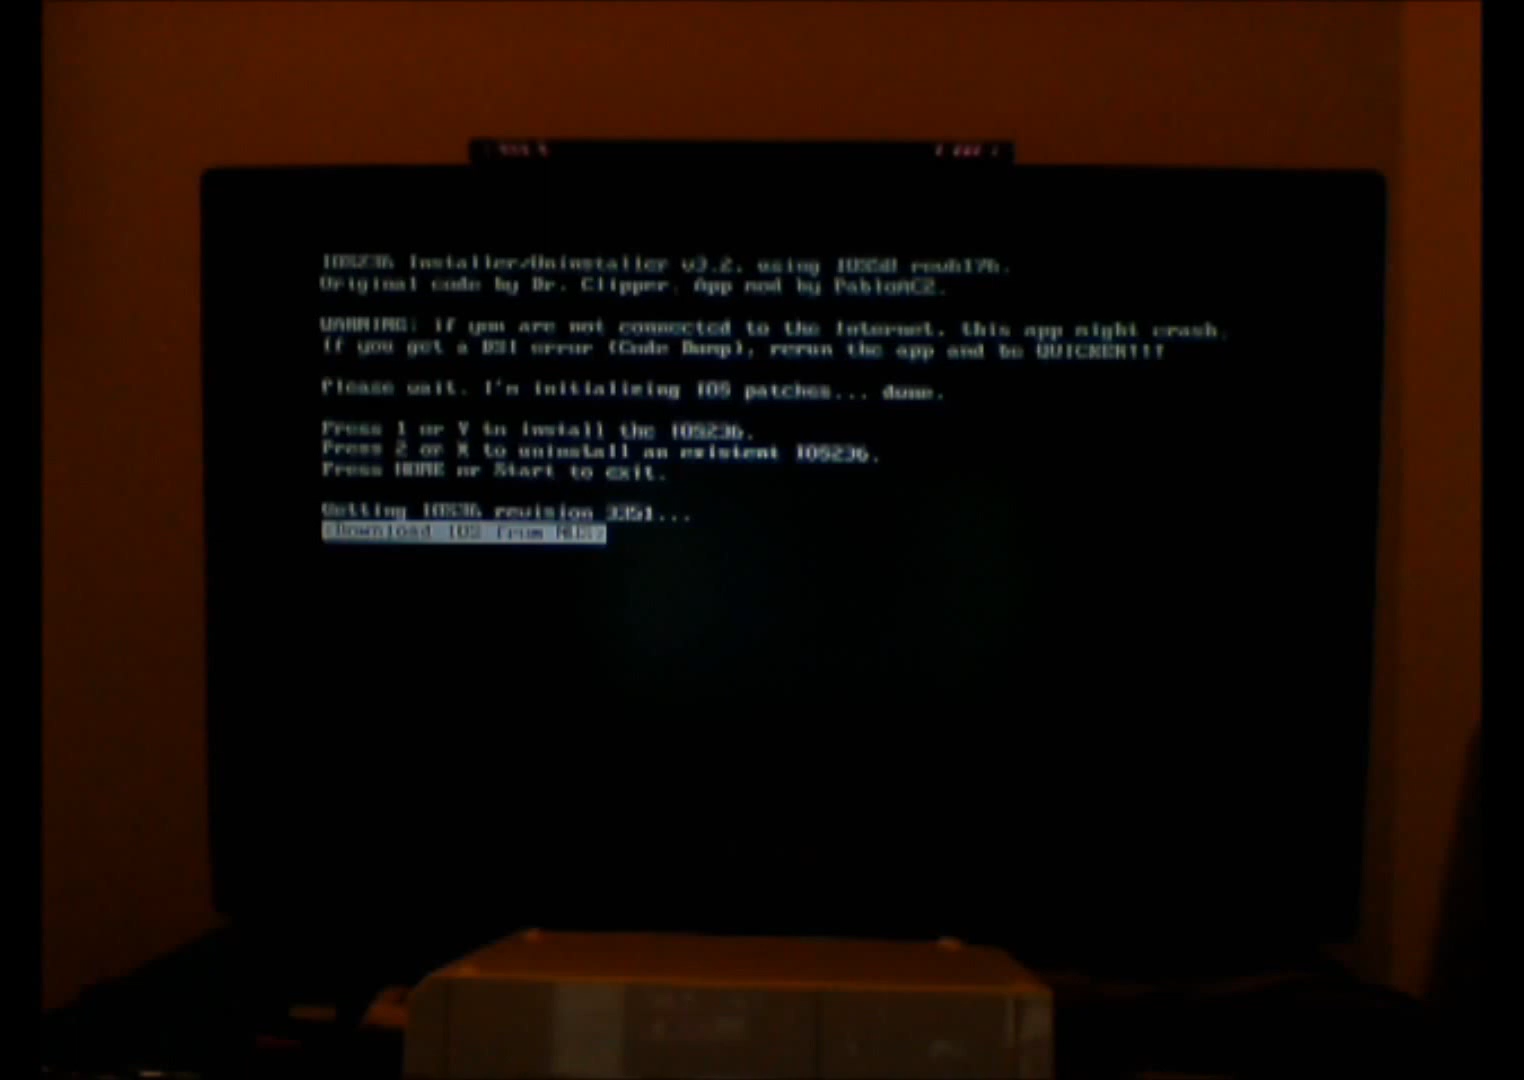 IOS236 Installer/Uninstaller v3.2, using IOS58 rev6176.
Original code by Dr. Clipper. App mod by PabloACZ.
WARNING: if you are not connected to the Internet, this app might crash.
If you get a DSI error (Code Dump), rerun the app and be QUICKER!!!
Please wait. I'm initializing IOS patches... done.
Press 1 or Y to install the IOS236.
Press 2 or X to uninstall an existent IOS236.
Press HOME or Start to exit.
Getting IOS36 revision 3351...
<Download IOS from NUS>